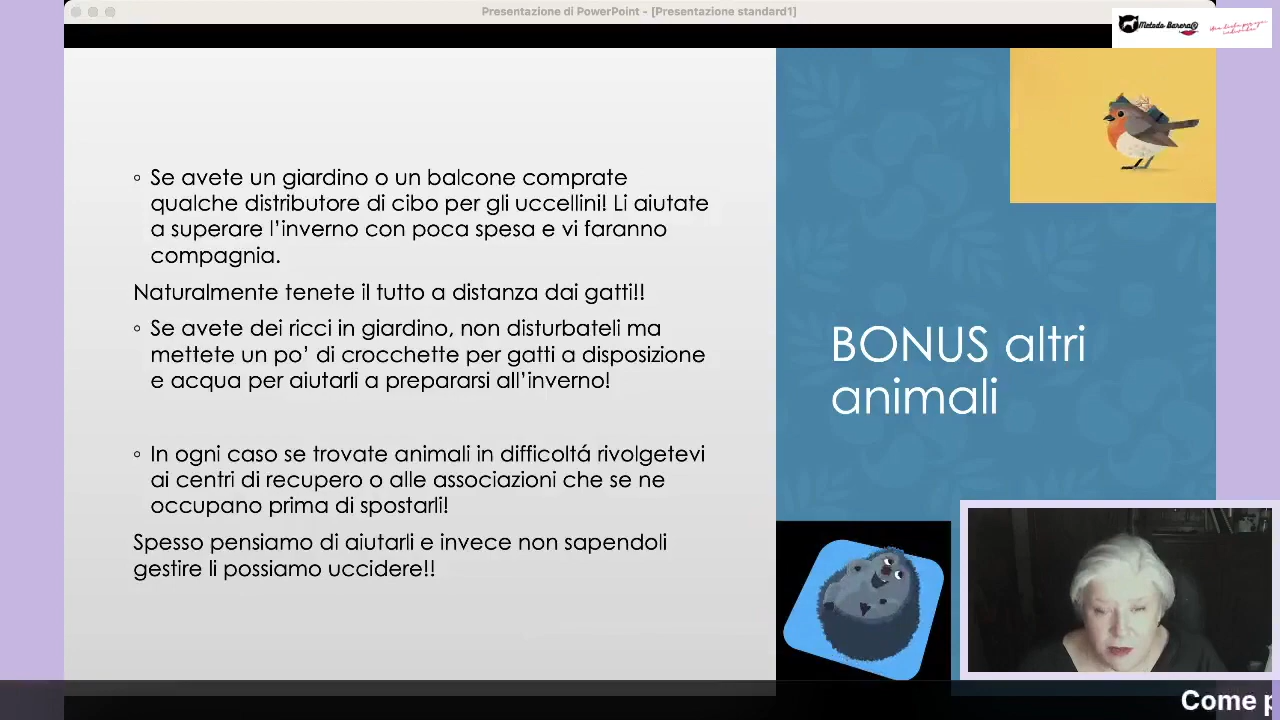 Presentazione di PowerPoint - [Presentazione standard1]
Metodo Barera®
◦ Se avete un giardino o un balcone comprate
qualche distributore di cibo per gli uccellini! Li aiutate
a superare l’inverno con poca spesa e vi faranno
compagnia.
Naturalmente tenete il tutto a distanza dai gatti!!
◦ Se avete dei ricci in giardino, non disturbateli ma
mettete un po’ di crocchette per gatti a disposizione
e acqua per aiutarli a prepararsi all’inverno!
◦ In ogni caso se trovate animali in difficoltá rivolgetevi
ai centri di recupero o alle associazioni che se ne
occupano prima di spostarli!
Spesso pensiamo di aiutarli e invece non sapendoli
gestire li possiamo uccidere!!
BONUS altri
animali
Come p